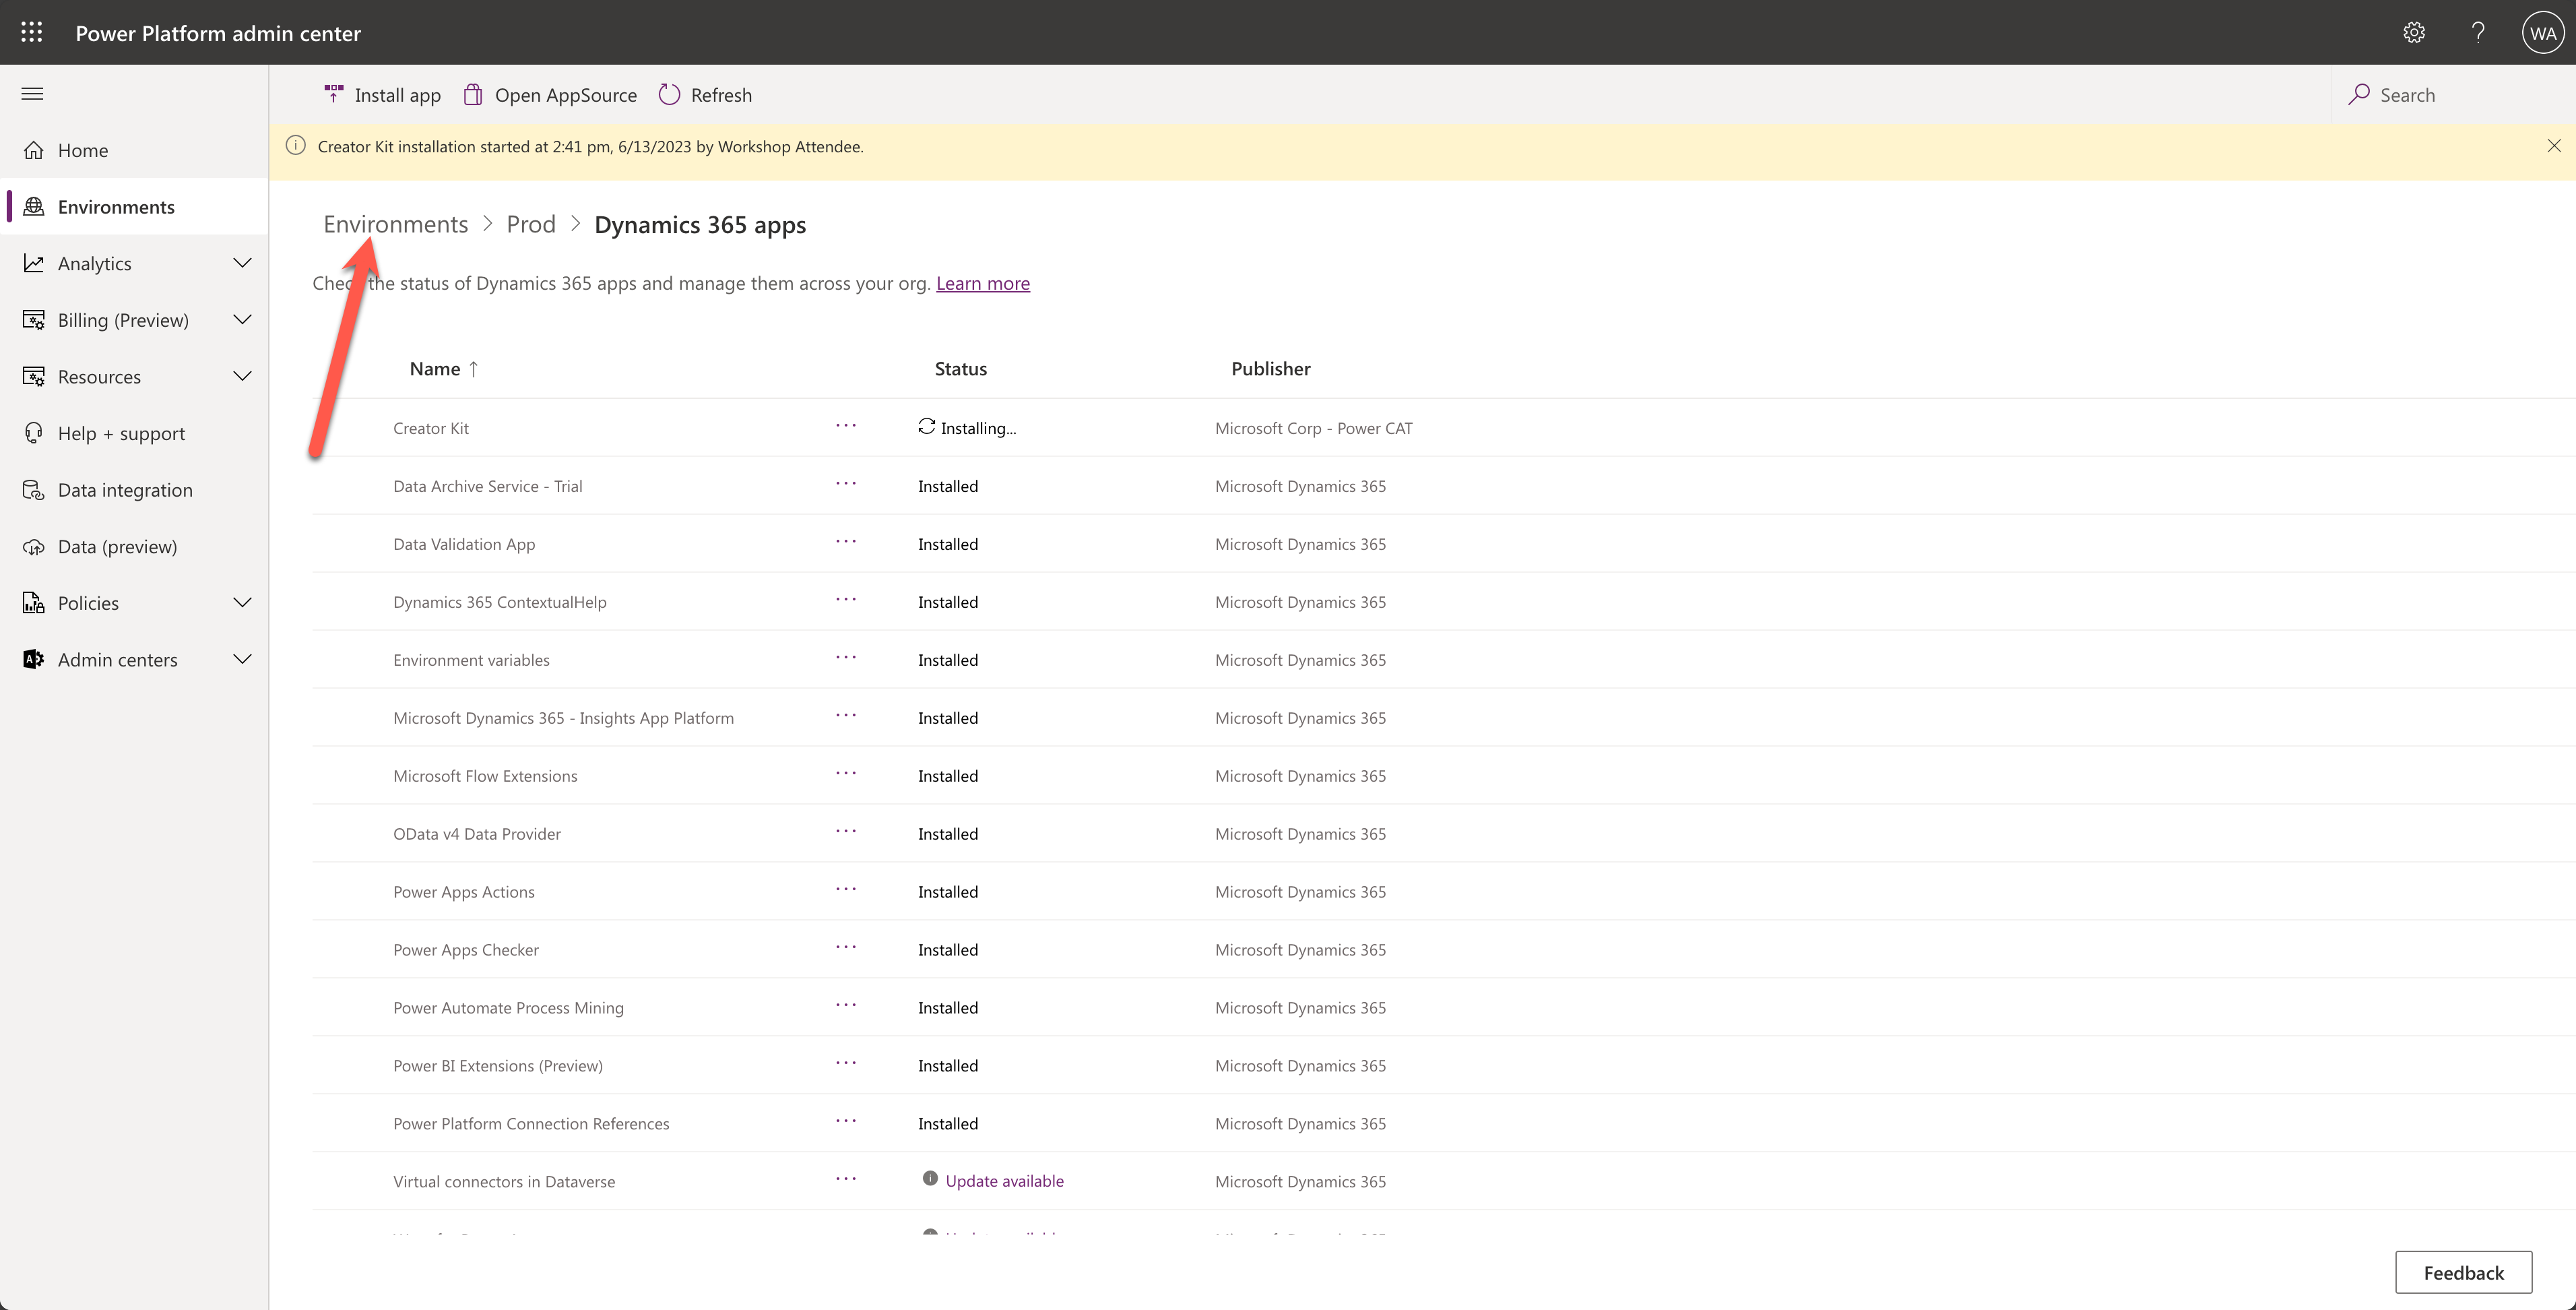 Power Platform admin center
WA
Install app
Open AppSource
Refresh
Search
Home
Environments
Analytics
Billing (Preview)
Resources
Help + support
Data integration
Data (preview)
Policies
Admin centers
Creator Kit installation started at 2:41 pm, 6/13/2023 by Workshop Attendee.
Environments > Prod > Dynamics 365 apps
Check the status of Dynamics 365 apps and manage them across your org. Learn more
Name ↑ Status Publisher
Creator Kit ... Installing... Microsoft Corp - Power CAT
Data Archive Service - Trial ... Installed Microsoft Dynamics 365
Data Validation App ... Installed Microsoft Dynamics 365
Dynamics 365 ContextualHelp ... Installed Microsoft Dynamics 365
Environment variables ... Installed Microsoft Dynamics 365
Microsoft Dynamics 365 - Insights App Platform ... Installed Microsoft Dynamics 365
Microsoft Flow Extensions ... Installed Microsoft Dynamics 365
OData v4 Data Provider ... Installed Microsoft Dynamics 365
Power Apps Actions ... Installed Microsoft Dynamics 365
Power Apps Checker ... Installed Microsoft Dynamics 365
Power Automate Process Mining ... Installed Microsoft Dynamics 365
Power BI Extensions (Preview) ... Installed Microsoft Dynamics 365
Power Platform Connection References ... Installed Microsoft Dynamics 365
Virtual connectors in Dataverse ... Update available Microsoft Dynamics 365
Feedback